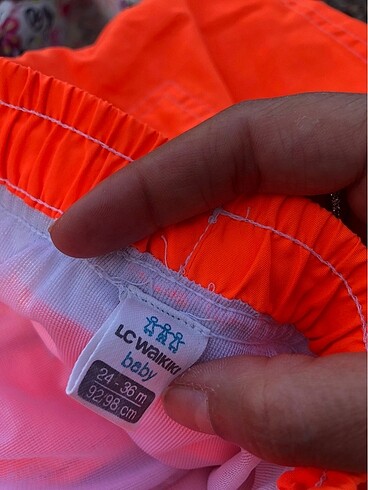 LC WAIKIKI
baby
24 - 36 m
92/98 cm